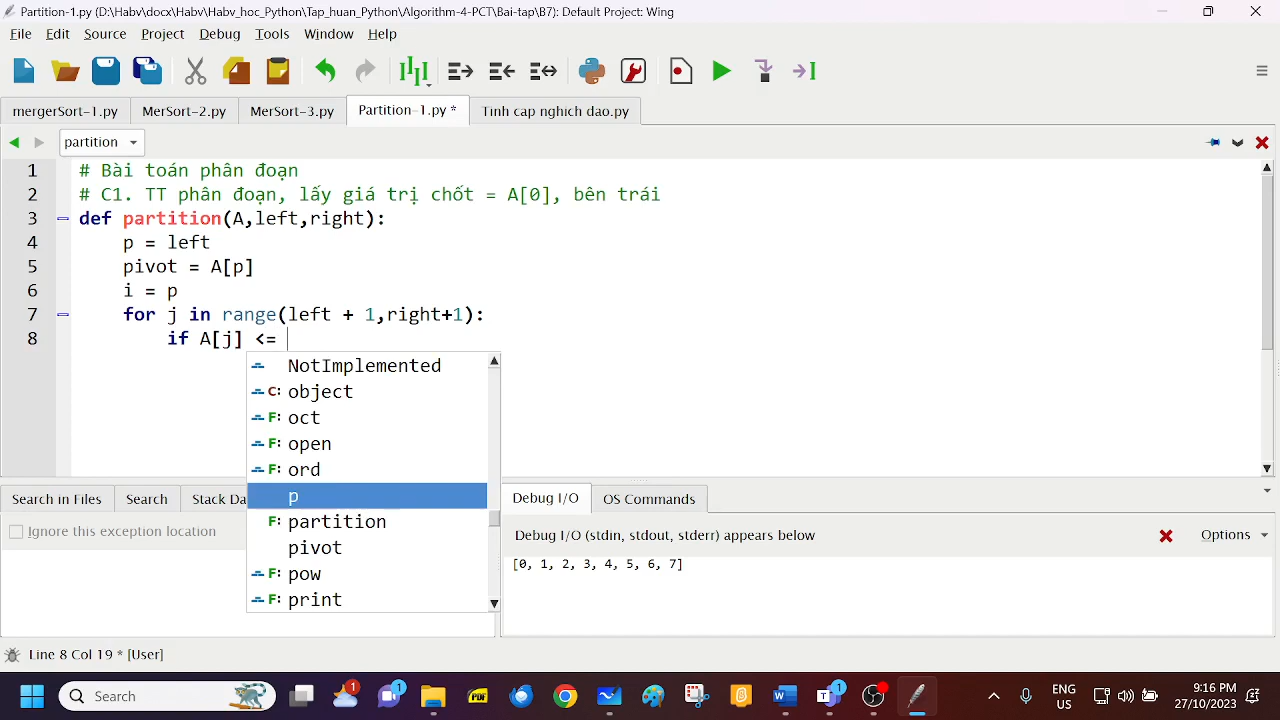 Partition-1.py (D:\Habv\docx\Habv\Habv_hoc_Python\Tap_huan_Python\Algorithm-4-PCT\Bai-tap\B7): Default Project: Wing
File Edit Source Project Debug Tools Window Help
mergerSort-1.py MerSort-2.py MerSort-3.py Partition-1.py * Tinh cap nghich dao.py
partition
1 # Bài toán phân đoạn
2 # C1. TT phân đoạn, lấy giá trị chốt = A[0], bên trái
3 def partition(A,left,right):
4 p = left
5 pivot = A[p]
6 i = p
7 for j in range(left + 1,right+1):
8 if A[j] <=
NotImplemented
C: object
F: oct
F: open
F: ord
p
F: partition
pivot
F: pow
F: print
Search in Files Search Stack Da Debug I/O OS Commands
Ignore this exception location
Debug I/O (stdin, stdout, stderr) appears below Options
[0, 1, 2, 3, 4, 5, 6, 7]
Line 8 Col 19 * [User]
Search 1 1 PDF 1 ENG 9:16 PM
US 27/10/2023